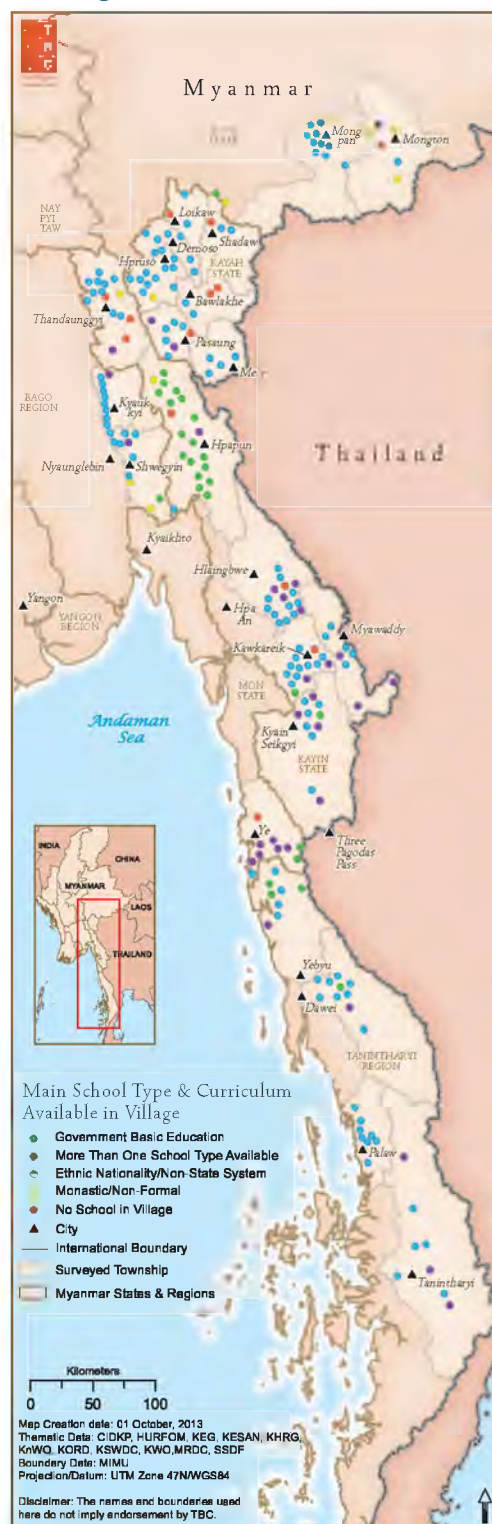 Myanmar
Mong
pan
Mongton
NAY
PYI
TAW
Loikaw
Shadaw
Demoso
Hpruso
KAYAH
STATE
Bawlakhe
Thandaunggyi
Pasaung
BAGO
REGION
Kyauk
kyi
Thailand
Hpapun
Nyaunglebin
Shwegyin
Kyaikhto
Hlaingbwe
Yangon
Hpa
An
YANGON
REGION
Myawaddy
Kawkareik
MON
STATE
Andaman
Sea
Kyain
Seikgyi
KAYIN
STATE
Ye
Three
Pagodas
Pass
INDIA
CHINA
MYANMAR
LAOS
THAILAND
Yebyu
Dawei
TANINTHARYI
REGION
Main School Type & Curriculum
Available in Village
Government Basic Education
More Than One School Type Available
Ethnic Nationality/Non-State System
Monastic/Non-Formal
No School in Village
City
International Boundary
Surveyed Township
Myanmar States & Regions
Palaw
Tanintharyi
Kilometers
0 50 100
Map Creation date: 01 October, 2013
Thematic Data: CIDKP, HURFOM, KEG, KESAN, KHRG,
KnWO, KORD, KSWDC, KWO,MRDC, SSDF
Boundary Data: MIMU
Projection/Datum: UTM Zone 47N/WGS84
Disclaimer: The names and boundaries used
here do not imply endorsement by TBC.